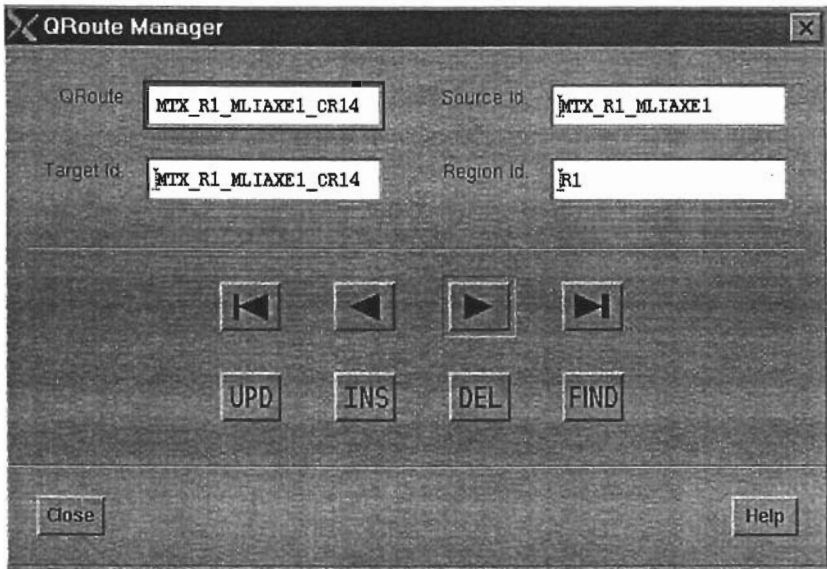 QRoute Manager
QRoute MTX_R1_MLIAXE1_CR14 Source Id. MTX_R1_MLIAXE1
Target Id. MTX_R1_MLIAXE1_CR14 Region Id. R1
UPD INS DEL FIND
Close Help